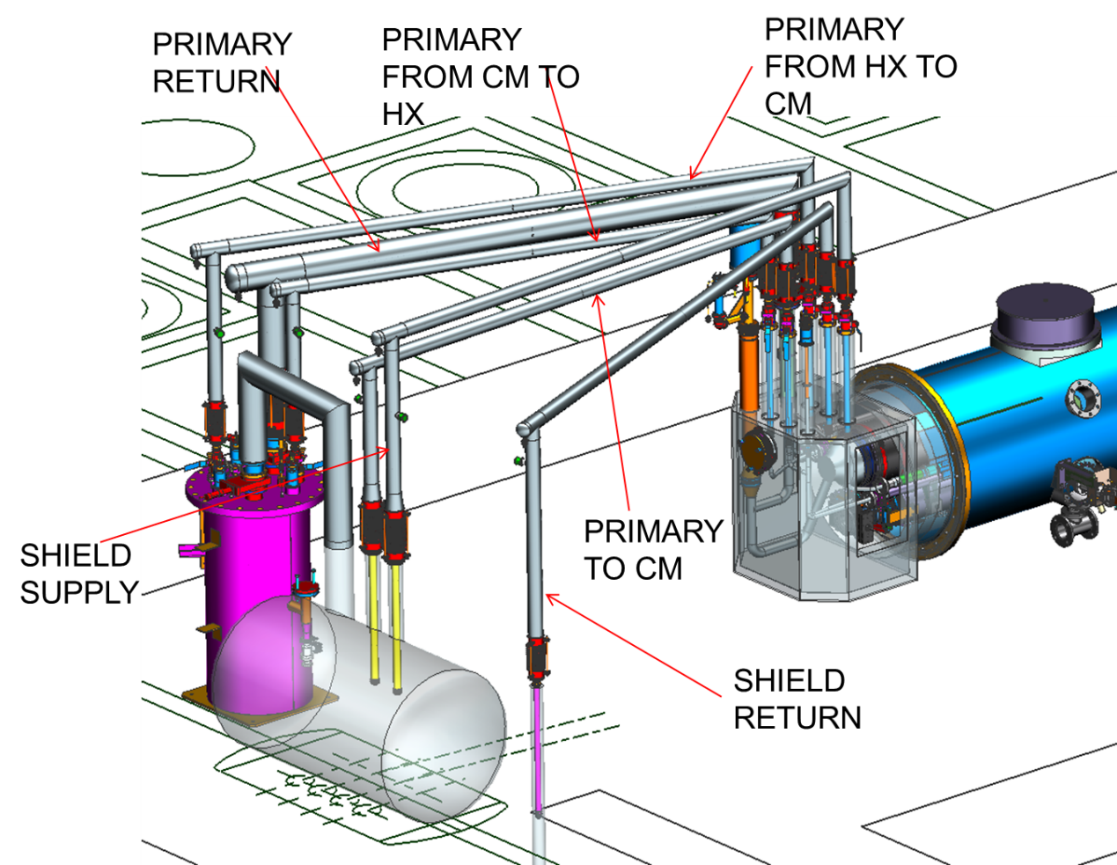 PRIMARY
RETURN
PRIMARY
FROM CM TO
HX
PRIMARY
FROM HX TO
CM
SHIELD
SUPPLY
PRIMARY
TO CM
SHIELD
RETURN